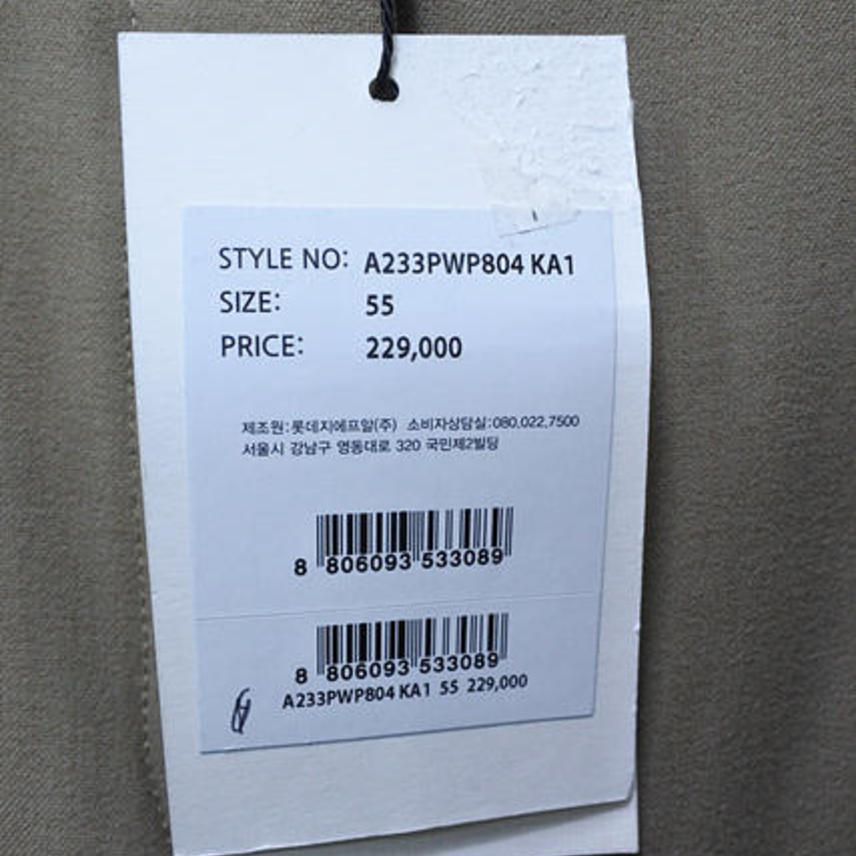 STYLE NO: A233PWP804 KA1
SIZE: 55
PRICE: 229,000
제조원:롯데지에프알(주) 소비자상담실:080.022.7500
서울시 강남구 영동대로 320 국민제2빌딩
8 806093 533089
8 806093 533089
A233PWP804 KA1 55 229,000